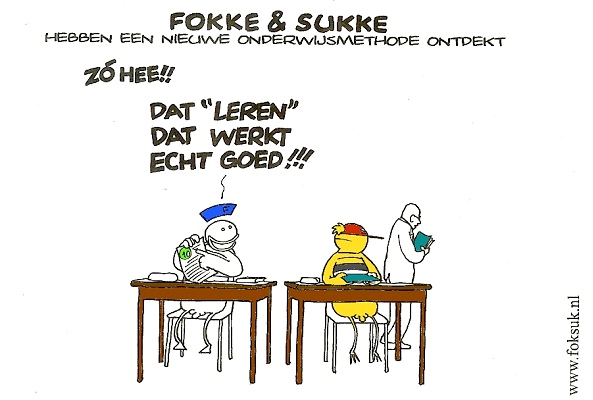 FOKKE & SUKKE
HEBBEN EEN NIEUWE ONDERWIJSMETHODE ONTDEKT
ZÓ HEE!!
DAT "LEREN"
DAT WERKT
ECHT GOED!!!
10
www.foksuk.nl